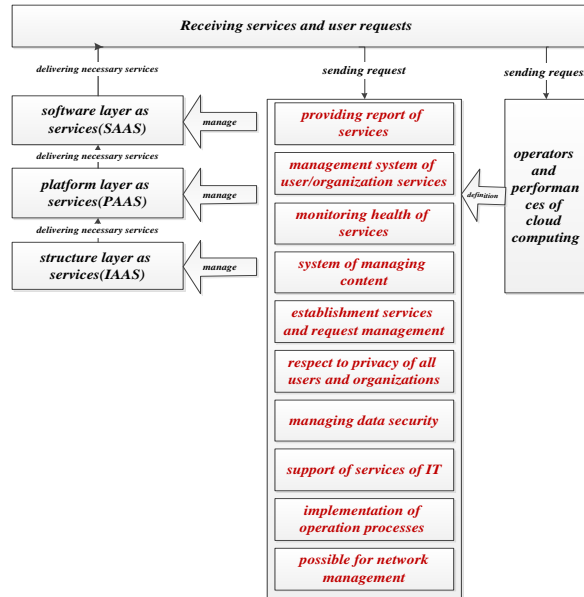 Receiving services and user requests
delivering necessary services
sending request
sending request
software layer as
services(SAAS)
manage
delivering necessary services
platform layer as
services(PAAS)
manage
delivering necessary services
structure layer as
services(IAAS)
manage
providing report of
services
management system of
user/organization services
monitoring health of
services
system of managing
content
establishment services
and request management
respect to privacy of all
users and organizations
managing data security
support of services of IT
implementation of
operation processes
possible for network
management
definition
operators
and
performan
ces of
cloud
computing